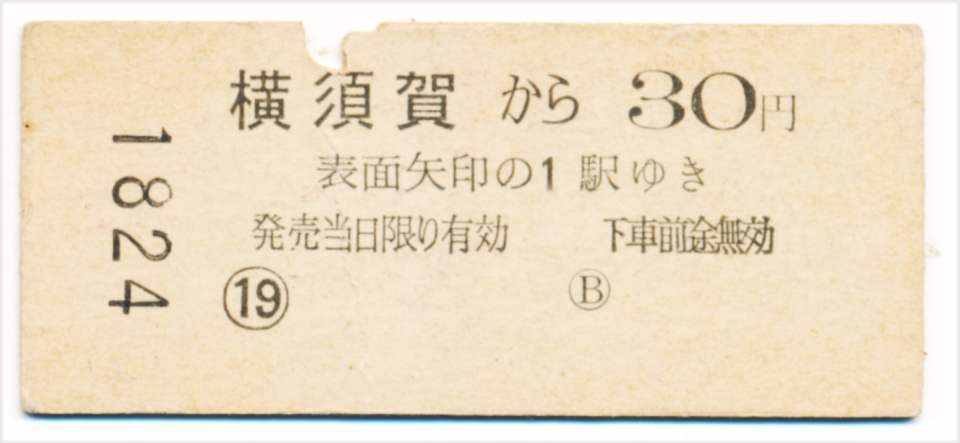 横須賀 から 30円
表面矢印の1駅ゆき
発売当日限り有効 下車前途無効
⑲ Ⓑ
1824